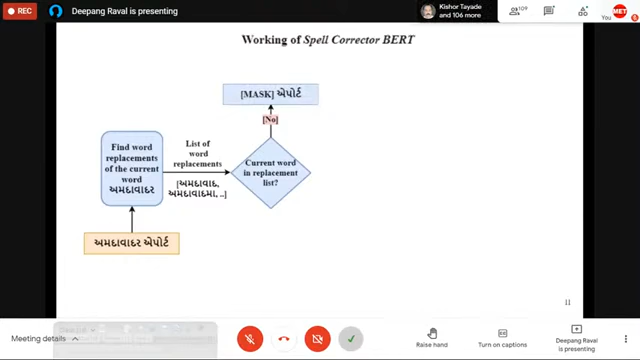 REC
Deepang Raval is presenting
Kishor Tayade
and 106 more
109
You
MET
Working of Spell Corrector BERT
[MASK] એપોર્ટ
[No]
Find word
replacements
of the current
word
અમદાવાદર
List of
word
replacements
[અમદાવાદ,
અમદાવાદમા, ..]
Current word
in replacement
list?
અમદાવાદર એપોર્ટ
11
Meeting details
Raise hand
Turn on captions
Deepang Raval
is presenting